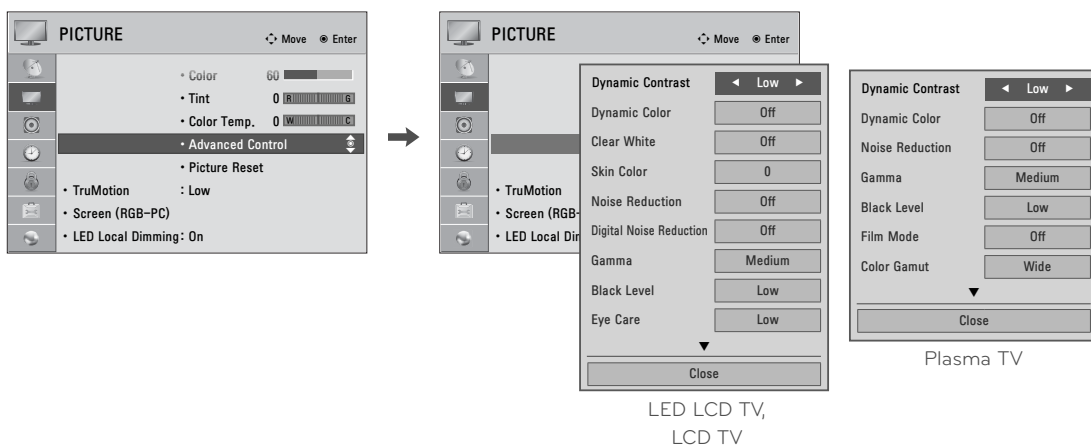 PICTURE
Move Enter
• Color 60
• Tint 0 R G
• Color Temp. 0 W C
• Advanced Control
• Picture Reset
• TruMotion : Low
• Screen (RGB-PC)
• LED Local Dimming: On
PICTURE
Move Enter
• TruMotion
• Screen (RGB-
• LED Local Dim
Dynamic Contrast ◄ Low ►
Dynamic Color Off
Clear White Off
Skin Color 0
Noise Reduction Off
Digital Noise Reduction Off
Gamma Medium
Black Level Low
Eye Care Low
▼
Close
LED LCD TV,
LCD TV
Dynamic Contrast ◄ Low ►
Dynamic Color Off
Noise Reduction Off
Gamma Medium
Black Level Low
Film Mode Off
Color Gamut Wide
▼
Close
Plasma TV